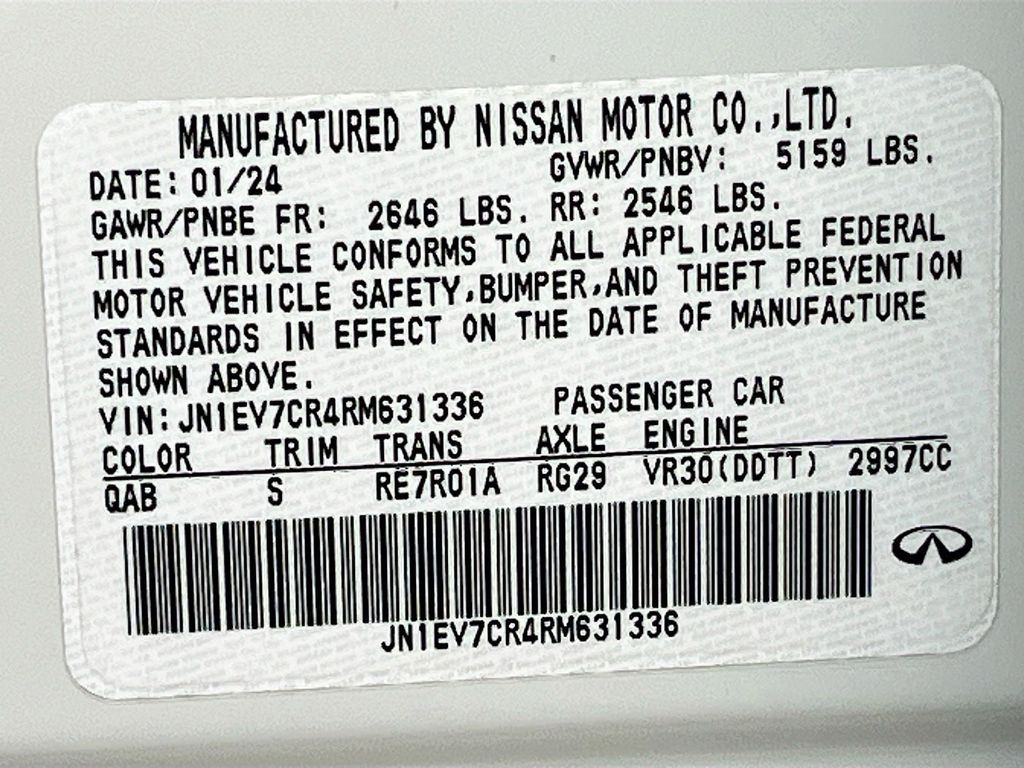 MANUFACTURED BY NISSAN MOTOR CO.,LTD.
DATE: 01/24 GVWR/PNBV: 5159 LBS.
GAWR/PNBE FR: 2646 LBS. RR: 2546 LBS.
THIS VEHICLE CONFORMS TO ALL APPLICABLE FEDERAL
MOTOR VEHICLE SAFETY,BUMPER,AND THEFT PREVENTION
STANDARDS IN EFFECT ON THE DATE OF MANUFACTURE
SHOWN ABOVE.
VIN:JN1EV7CR4RM631336 PASSENGER CAR
COLOR TRIM TRANS AXLE ENGINE
QAB S RE7R01A RG29 VR30(DDTT) 2997CC
JN1EV7CR4RM631336